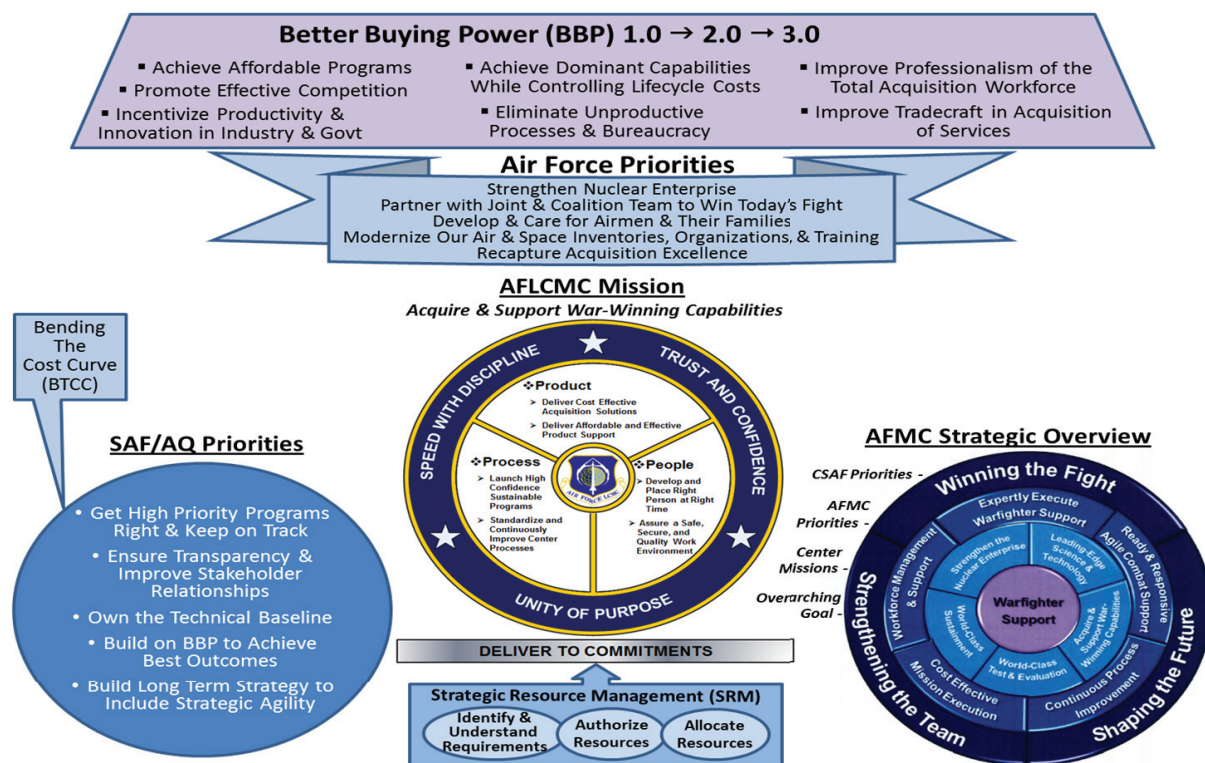 Better Buying Power (BBP) 1.0 → 2.0 → 3.0
▪ Achieve Affordable Programs
▪ Promote Effective Competition
▪ Incentivize Productivity &
Innovation in Industry & Govt
▪ Achieve Dominant Capabilities
While Controlling Lifecycle Costs
▪ Eliminate Unproductive
Processes & Bureaucracy
▪ Improve Professionalism of the
Total Acquisition Workforce
▪ Improve Tradecraft in Acquisition
of Services
Air Force Priorities
Strengthen Nuclear Enterprise
Partner with Joint & Coalition Team to Win Today's Fight
Develop & Care for Airmen & Their Families
Modernize Our Air & Space Inventories, Organizations, & Training
Recapture Acquisition Excellence
Bending
The
Cost Curve
(BTCC)
SAF/AQ Priorities
• Get High Priority Programs
Right & Keep on Track
• Ensure Transparency &
Improve Stakeholder
Relationships
• Own the Technical
Baseline
• Build on BBP to Achieve
Best Outcomes
• Build Long Term Strategy to
Include Strategic Agility
AFLCMC Mission
Acquire & Support War-Winning Capabilities
SPEED WITH DISCIPLINE
TRUST AND CONFIDENCE
UNITY OF PURPOSE
❖Product
➢ Deliver Cost Effective
Acquisition Solutions
➢ Deliver Affordable and Effective
Product Support
❖Process
➢ Launch High
Confidence
Sustainable
Programs
➢ Standardize and
Continuously
Improve Center
Processes
❖People
➢ Develop and
Place Right
Person at Right
Time
➢ Assure a Safe,
Secure, and
Quality Work
Environment
AIR FORCE LCMC
DELIVER TO COMMITMENTS
Strategic Resource Management (SRM)
Identify &
Understand
Requirements
Authorize
Resources
Allocate
Resources
AFMC Strategic Overview
CSAF Priorities -
AFMC
Priorities -
Center
Missions -
Overarching
Goal -
Winning the Fight
Strengthening the Team
Shaping the Future
Expertly Execute
Warfighter Support
Ready & Responsive
Agile Combat Support
Continuous Process
Improvement
Cost Effective
Mission Execution
Workforce Management
& Support
Strengthen the
Nuclear Enterprise
Leading-Edge
Science &
Technology
Acquire &
Support War-
Winning Capabilities
World-Class
Test & Evaluation
World-Class
Sustainment
Warfighter
Support